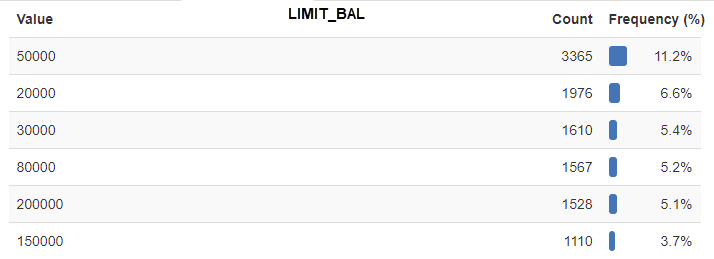 LIMIT_BAL
Value Count Frequency (%)
50000 3365 11.2%
20000 1976 6.6%
30000 1610 5.4%
80000 1567 5.2%
200000 1528 5.1%
150000 1110 3.7%